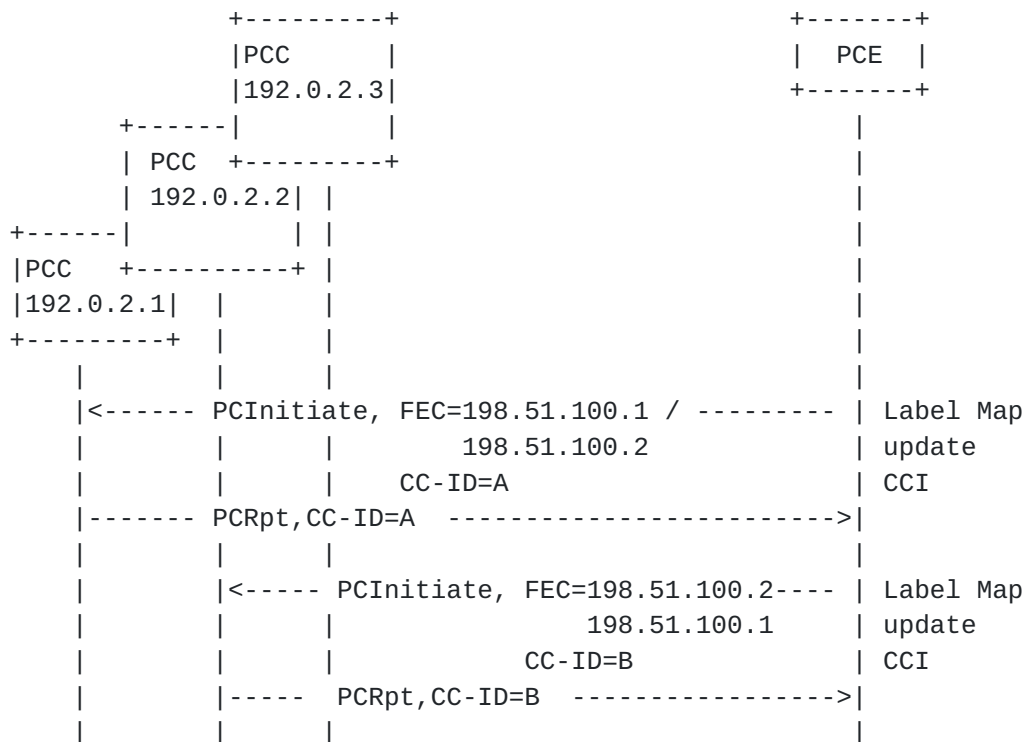 +---------+ +-------+
|PCC | | PCE |
|192.0.2.3| +-------+
+------| | |
| PCC +---------+ |
| 192.0.2.2| | |
+------| | | |
|PCC +----------+ | |
|192.0.2.1| | | |
+---------+ | | |
| | | |
|<------ PCInitiate, FEC=198.51.100.1 / --------- | Label Map
| | | 198.51.100.2 | update
| | | CC-ID=A | CCI
|------- PCRpt,CC-ID=A ------------------------->|
| | | |
| |<----- PCInitiate, FEC=198.51.100.2---- | Label Map
| | | 198.51.100.1 | update
| | | CC-ID=B | CCI
| |----- PCRpt,CC-ID=B ----------------->|
| | | |